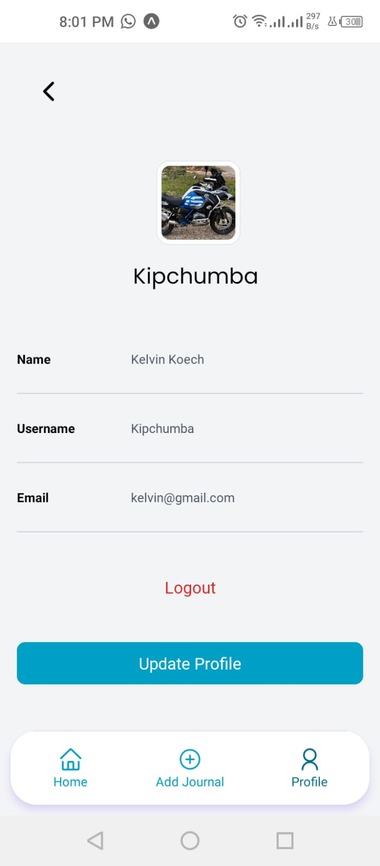 8:01 PM
297
B/s
30
Kipchumba
Name Kelvin Koech
Username Kipchumba
Email kelvin@gmail.com
Logout
Update Profile
Home Add Journal Profile